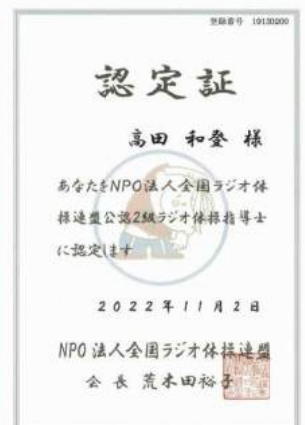 登録番号 19130200
認定証
高田 和登 様
あなたをNPO法人全国ラジオ体
操連盟公認2級ラジオ体操指導士
に認定します
2022年11月2日
NPO法人全国ラジオ体操連盟
会長 荒木田裕子